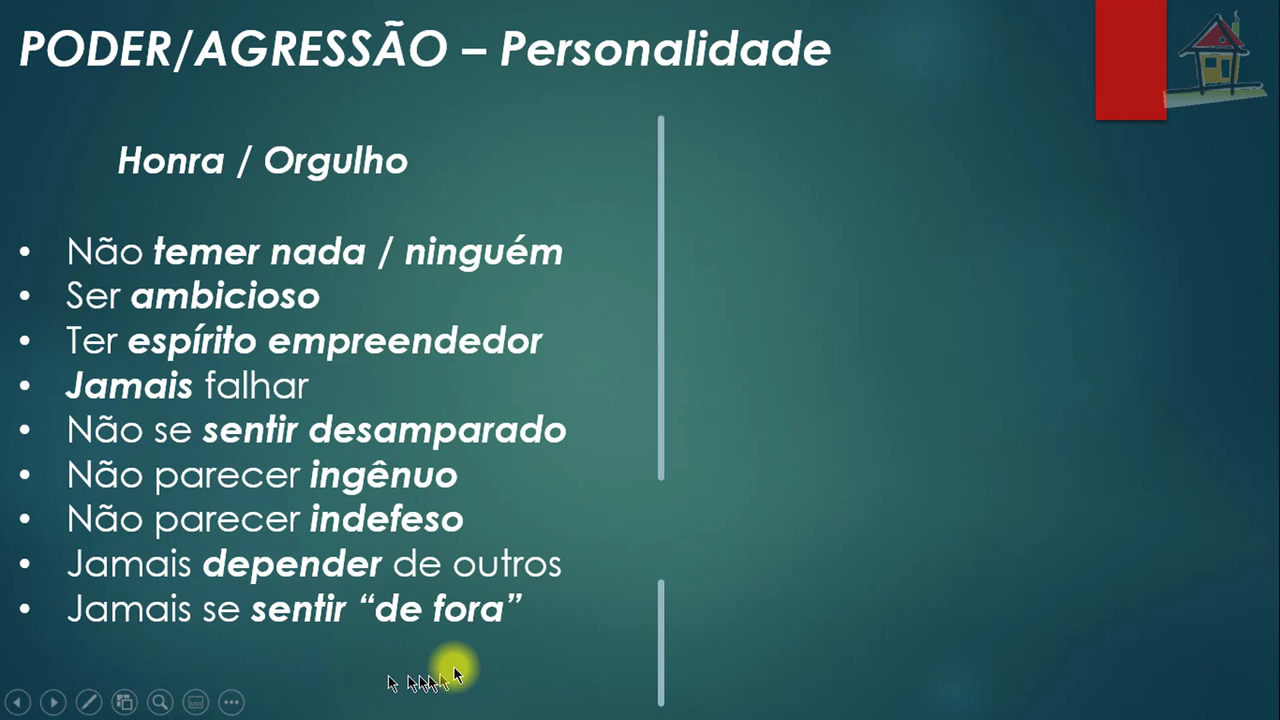 PODER/AGRESSÃO – Personalidade
Honra / Orgulho
• Não temer nada / ninguém
• Ser ambicioso
• Ter espírito empreendedor
• Jamais falhar
• Não se sentir desamparado
• Não parecer ingênuo
• Não parecer indefeso
• Jamais depender de outros
• Jamais se sentir “de fora”